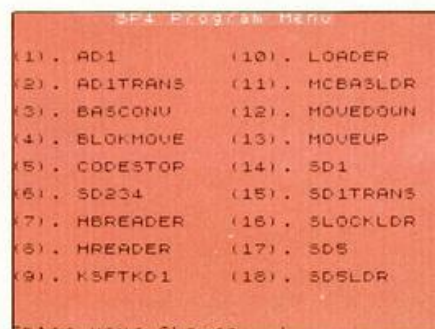 SP4 Program Menu
(1). AD1 (10). LOADER
(2). AD1TRANS (11). MCBASLDR
(3). BASCONV (12). MOVEDOWN
(4). BLOKMOVE (13). MOVEUP
(5). CODESTOP (14). SD1
(6). SD234 (15). SD1TRANS
(7). HBREADER (16). SLOCKLDR
(8). HREADER (17). SD5
(9). KSFTKD1 (18). SD5LDR